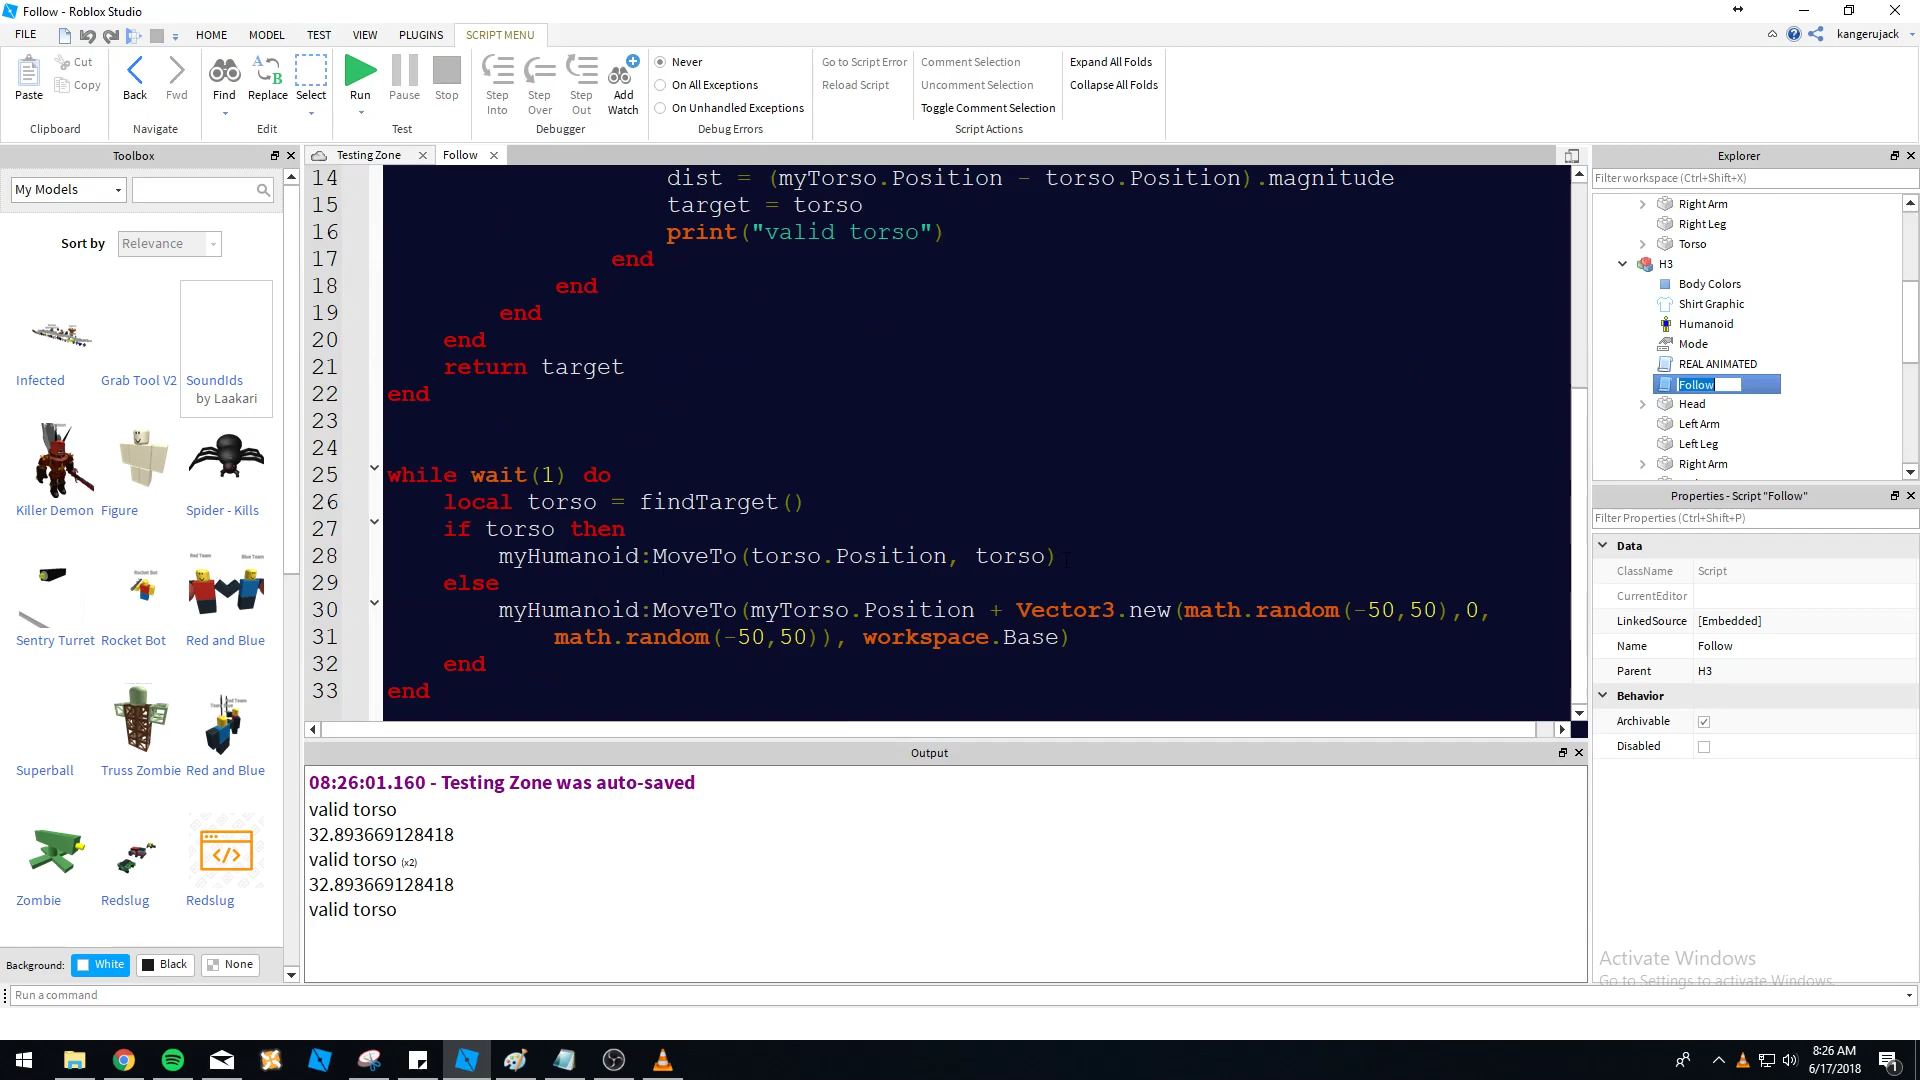 Follow - Roblox Studio
FILE
HOME
MODEL
TEST
VIEW
PLUGINS
SCRIPT MENU
kangerujack
Paste
Cut
Copy
Clipboard
Back
Fwd
Navigate
Find
Replace
Select
Edit
Run
Pause
Stop
Test
Step Into
Step Over
Step Out
Add Watch
Debugger
Never
On All Exceptions
On Unhandled Exceptions
Debug Errors
Go to Script Error
Reload Script
Comment Selection
Uncomment Selection
Toggle Comment Selection
Script Actions
Expand All Folds
Collapse All Folds
Toolbox
My Models
Sort by
Relevance
Infected
Grab Tool V2
SoundIds
by Laakari
Killer Demon
Figure
Spider - Kills
Sentry Turret
Rocket Bot
Red and Blue
Superball
Truss Zombie
Red and Blue
Zombie
Redslug
Redslug
Background:
White
Black
None
Testing Zone
Follow
14 dist = (myTorso.Position - torso.Position).magnitude
15 target = torso
16 print("valid torso")
17 end
18 end
19 end
20 end
21 return target
22 end
23
24
25 while wait(1) do
26 local torso = findTarget()
27 if torso then
28 myHumanoid:MoveTo(torso.Position, torso)
29 else
30 myHumanoid:MoveTo(myTorso.Position + Vector3.new(math.random(-50,50),0,
31 math.random(-50,50)), workspace.Base)
32 end
33 end
Output
08:26:01.160 - Testing Zone was auto-saved
valid torso
32.893669128418
valid torso (x2)
32.893669128418
valid torso
Run a command
Explorer
Filter workspace (Ctrl+Shift+X)
Right Arm
Right Leg
Torso
H3
Body Colors
Shirt Graphic
Humanoid
Mode
REAL ANIMATED
Follow
Head
Left Arm
Left Leg
Right Arm
Properties - Script "Follow"
Filter Properties (Ctrl+Shift+P)
Data
ClassName Script
CurrentEditor
LinkedSource [Embedded]
Name Follow
Parent H3
Behavior
Archivable
Disabled
Activate Windows
Go to Settings to activate Windows.
8:26 AM
6/17/2018
1